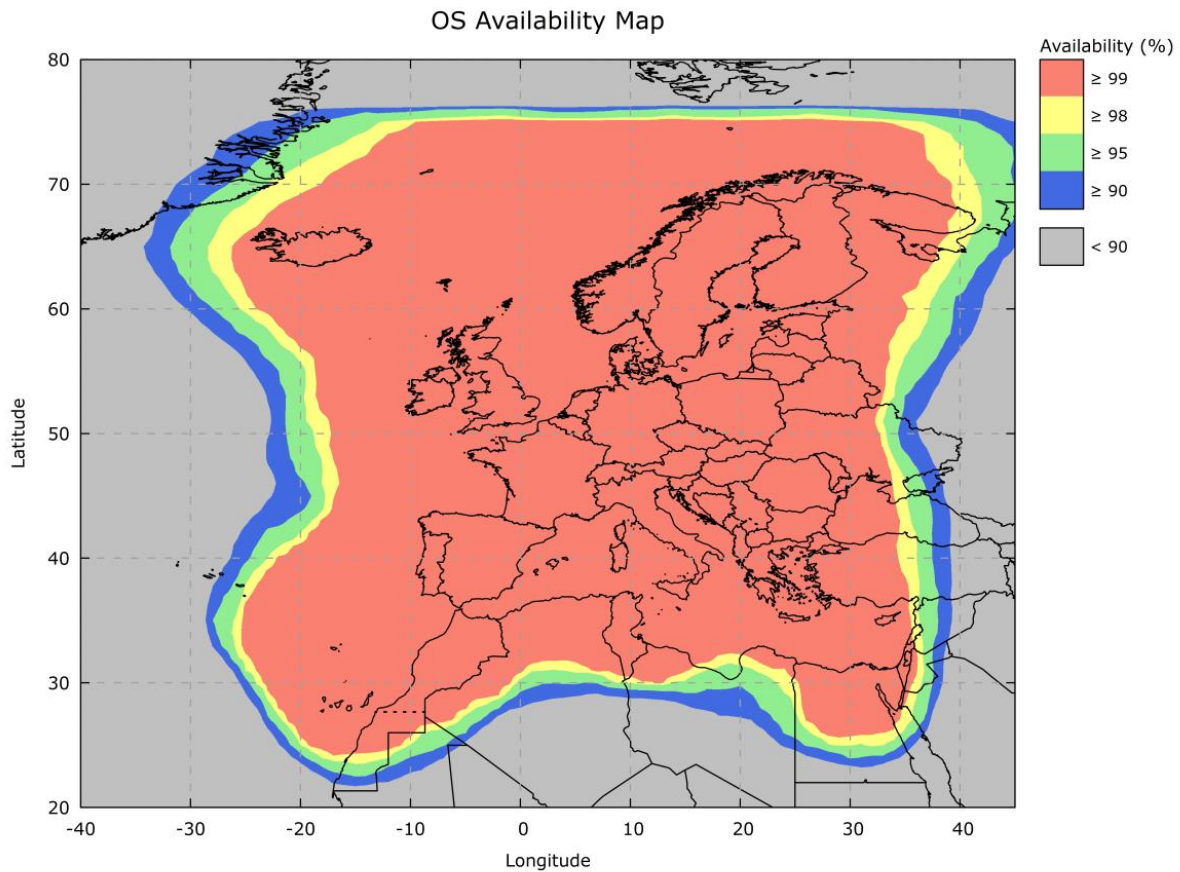 OS Availability Map
Availability (%)
≥ 99
≥ 98
≥ 95
≥ 90
< 90
80
70
60
50
40
30
20
Latitude
-40 -30 -20 -10 0 10 20 30 40
Longitude